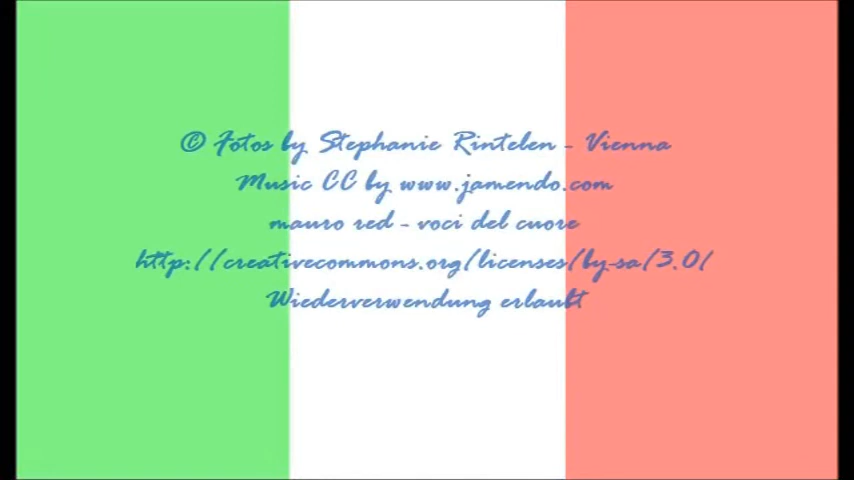 © Fotos by Stephanie Rintelen - Vienna
Music CC by www.jamendo.com
mauro red - voci del cuore
http://creativecommons.org/licenses/by-sa/3.0/
Wiederverwendung erlaubt